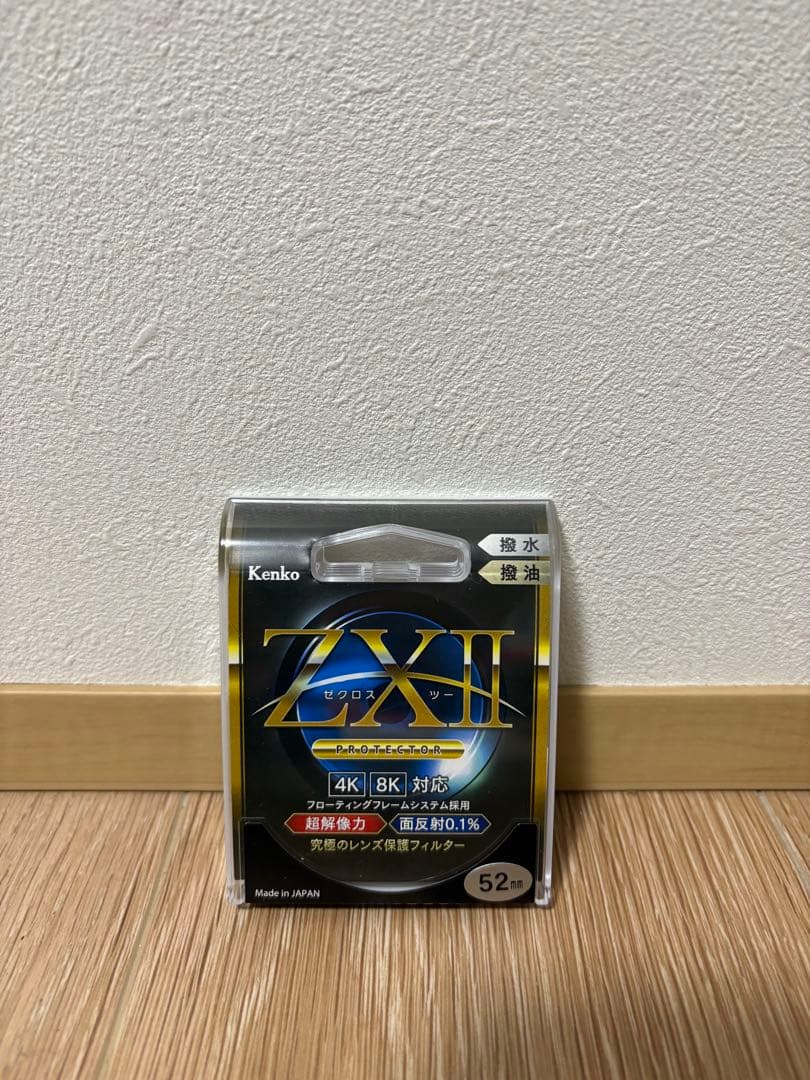 撥水
Kenko
撥油
ZXII
ゼクロス ツー
PROTECTOR
4K 8K 対応
フローティングフレームシステム採用
超解像力 面反射0.1%
究極のレンズ保護フィルター
52mm
Made in JAPAN